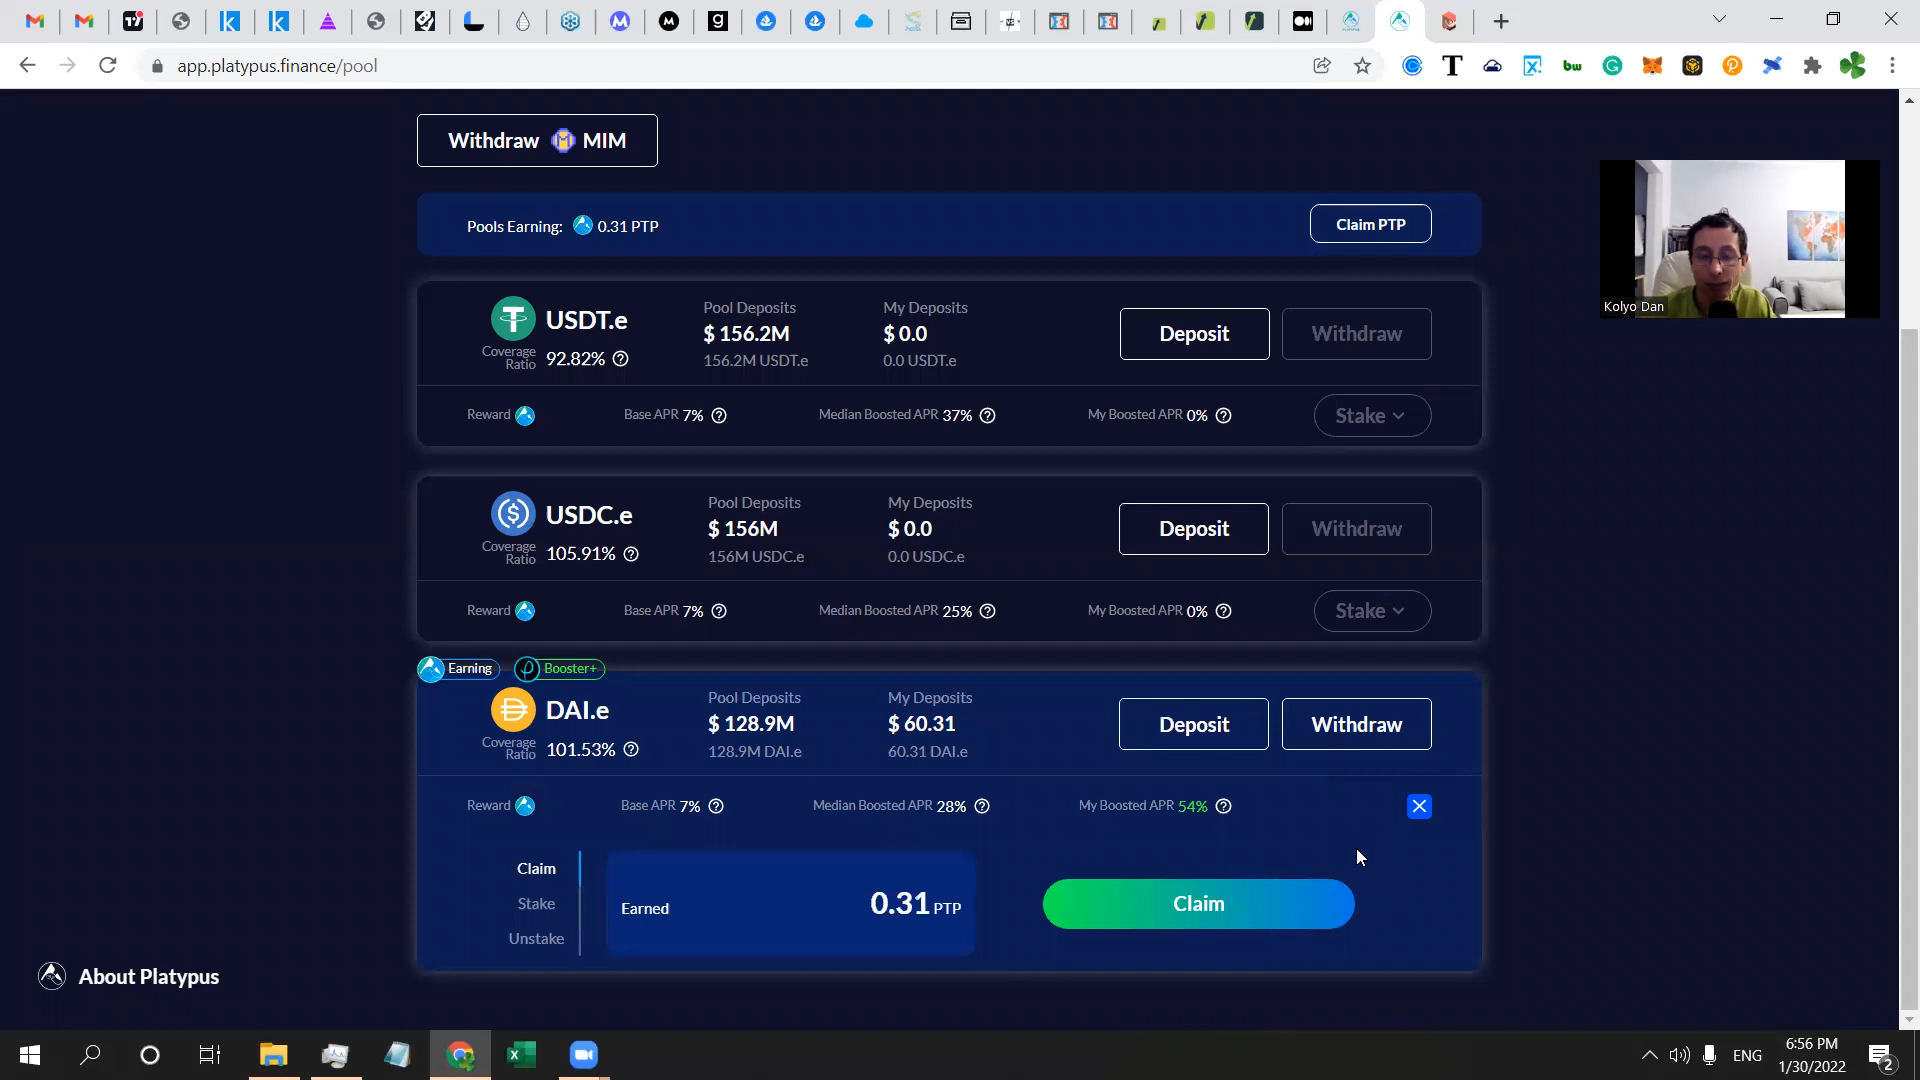 app.platypus.finance/pool
Withdraw MIM
Pools Earning: 0.31 PTP
Claim PTP
USDT.e
Coverage Ratio 92.82%
Pool Deposits
$ 156.2M
156.2M USDT.e
My Deposits
$ 0.0
0.0 USDT.e
Deposit
Withdraw
Reward
Base APR 7%
Median Boosted APR 37%
My Boosted APR 0%
Stake
USDC.e
Coverage Ratio 105.91%
Pool Deposits
$ 156M
156M USDC.e
My Deposits
$ 0.0
0.0 USDC.e
Deposit
Withdraw
Reward
Base APR 7%
Median Boosted APR 25%
My Boosted APR 0%
Stake
Earning
Booster+
DAI.e
Coverage Ratio 101.53%
Pool Deposits
$ 128.9M
128.9M DAI.e
My Deposits
$ 60.31
60.31 DAI.e
Deposit
Withdraw
Reward
Base APR 7%
Median Boosted APR 28%
My Boosted APR 54%
Claim
Stake
Unstake
Earned
0.31 PTP
Claim
About Platypus
Kolyo Dan
ENG
6:56 PM
1/30/2022
2